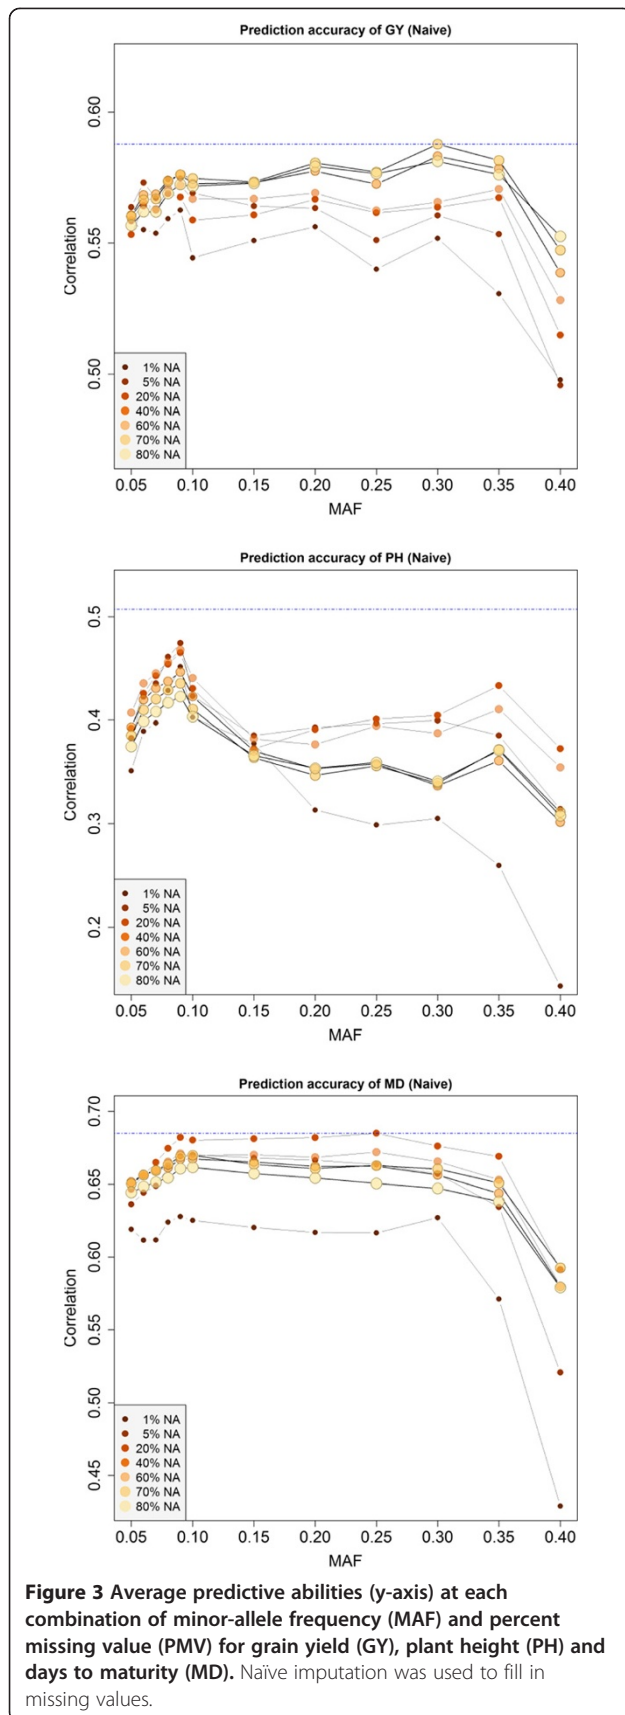 Prediction accuracy of GY (Naive)
Correlation
0.60
0.55
0.50
1% NA
5% NA
20% NA
40% NA
60% NA
70% NA
80% NA
0.05 0.10 0.15 0.20 0.25 0.30 0.35 0.40
MAF
Prediction accuracy of PH (Naive)
Correlation
0.5
0.4
0.3
0.2
1% NA
5% NA
20% NA
40% NA
60% NA
70% NA
80% NA
0.05 0.10 0.15 0.20 0.25 0.30 0.35 0.40
MAF
Prediction accuracy of MD (Naive)
Correlation
0.70
0.65
0.60
0.55
0.50
0.45
1% NA
5% NA
20% NA
40% NA
60% NA
70% NA
80% NA
0.05 0.10 0.15 0.20 0.25 0.30 0.35 0.40
MAF
Figure 3 Average predictive abilities (y-axis) at each
combination of minor-allele frequency (MAF) and percent
missing value (PMV) for grain yield (GY), plant height (PH) and
days to maturity (MD). Naïve imputation was used to fill in
missing values.